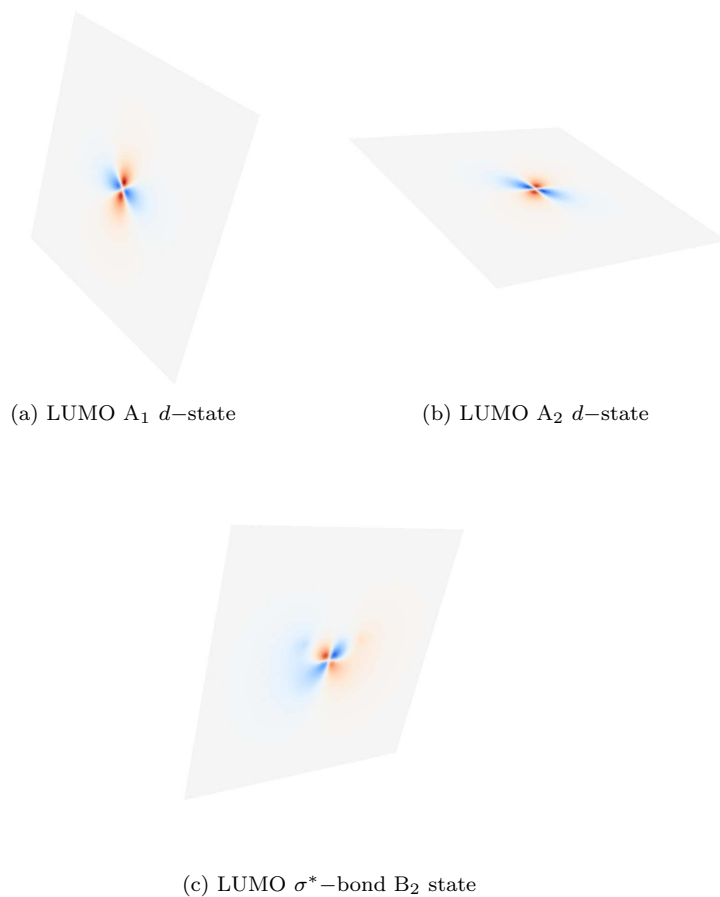 (a) LUMO A₁ d−state
(b) LUMO A₂ d−state
(c) LUMO σ*−bond B₂ state